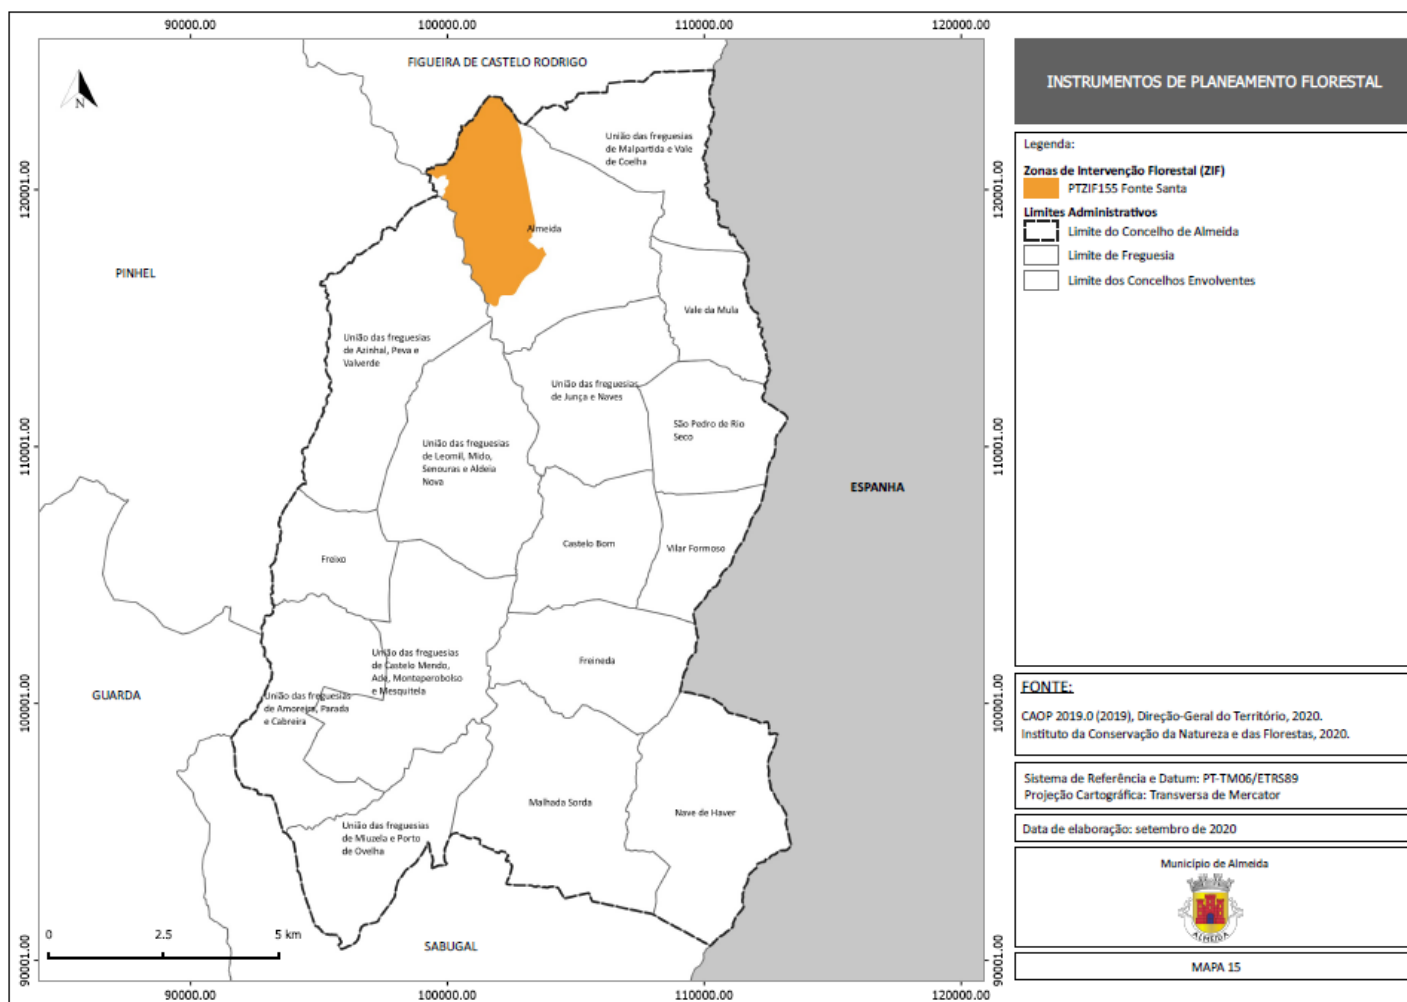 90000.00
100000.00
110000.00
120000.00
FIGUEIRA DE CASTELO RODRIGO
N
União das freguesias
de Malpartida e Vale
de Coelha
120001.00
120001.00
Almeida
PINHEL
Vale da Mula
União das freguesias
de Azinhal, Peva e
Valverde
União das freguesias
de Junça e Naves
São Pedro de Rio
Seco
União das freguesias
de Leomil, Mido,
Senouras e Aldeia
Nova
110001.00
110001.00
ESPANHA
Castelo Bom
Vilar Formoso
Freixo
União das freguesias
de Castelo Mendo,
Ade, Monteperobolso
e Mesquitela
Freineda
GUARDA
União das freguesias
de Amoreira, Parada
e Cabreira
100001.00
100001.00
Malhada Sorda
Nave de Haver
União das freguesias
de Miuzela e Porto
de Ovelha
0 2.5 5 km
SABUGAL
90001.00
90001.00
90000.00
100000.00
110000.00
120000.00
INSTRUMENTOS DE PLANEAMENTO FLORESTAL
Legenda:
Zonas de Intervenção Florestal (ZIF)
PTZIF155 Fonte Santa
Limites Administrativos
Limite do Concelho de Almeida
Limite de Freguesia
Limite dos Concelhos Envolventes
FONTE:
CAOP 2019.0 (2019), Direção-Geral do Território, 2020.
Instituto da Conservação da Natureza e das Florestas, 2020.
Sistema de Referência e Datum: PT-TM06/ETRS89
Projeção Cartográfica: Transversa de Mercator
Data de elaboração: setembro de 2020
Município de Almeida
ALMEIDA
MAPA 15